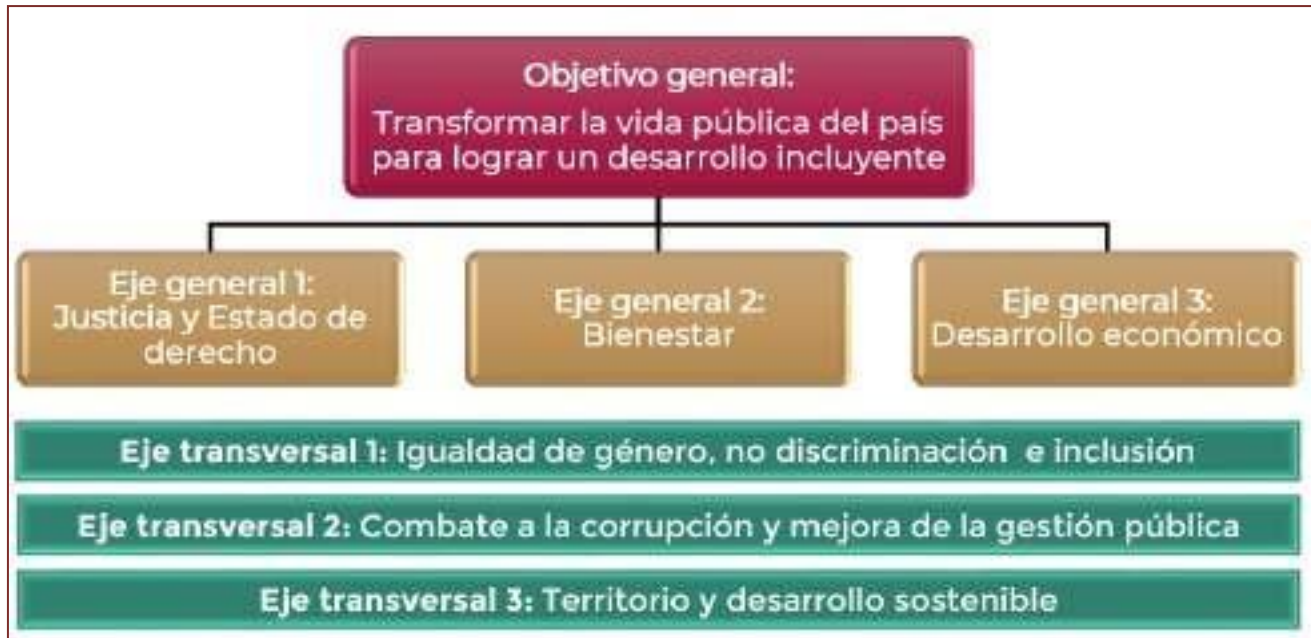 Objetivo general:
Transformar la vida pública del país
para lograr un desarrollo incluyente
Eje general 1:
Justicia y Estado de
derecho
Eje general 2:
Bienestar
Eje general 3:
Desarrollo económico
Eje transversal 1: Igualdad de género, no discriminación e inclusión
Eje transversal 2: Combate a la corrupción y mejora de la gestión pública
Eje transversal 3: Territorio y desarrollo sostenible